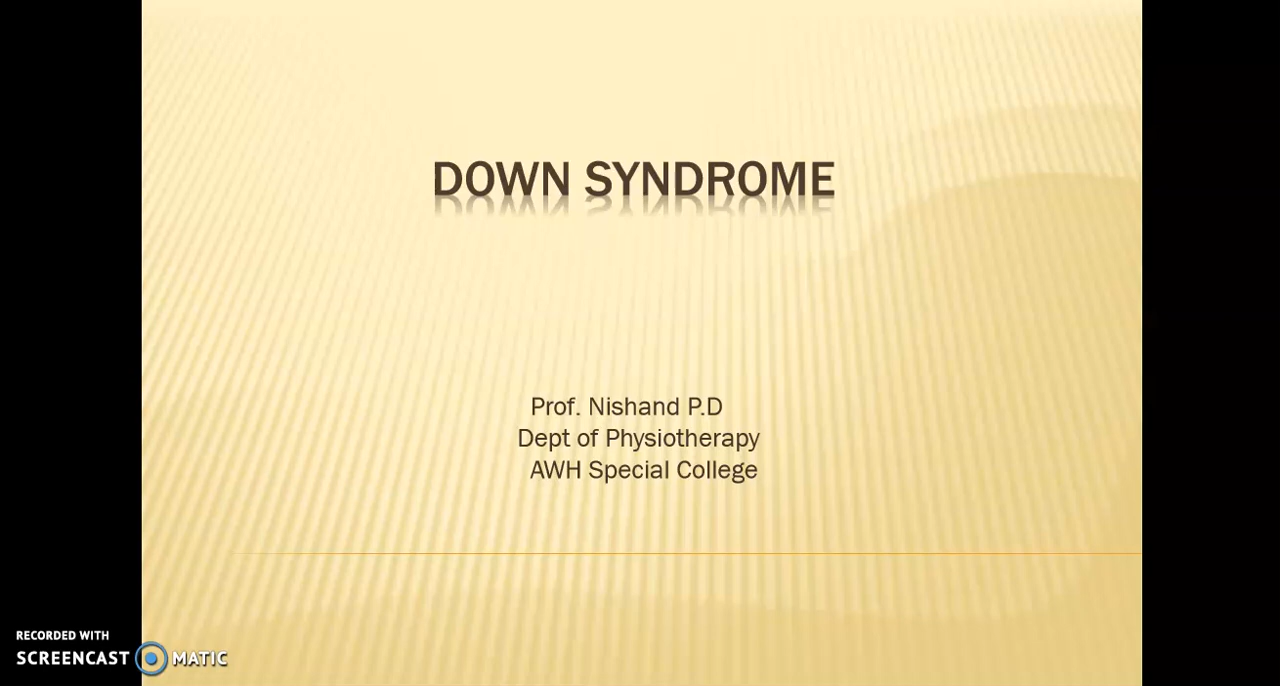 DOWN SYNDROME
Prof. Nishand P.D
Dept of Physiotherapy
AWH Special College
RECORDED WITH
SCREENCAST MATIC